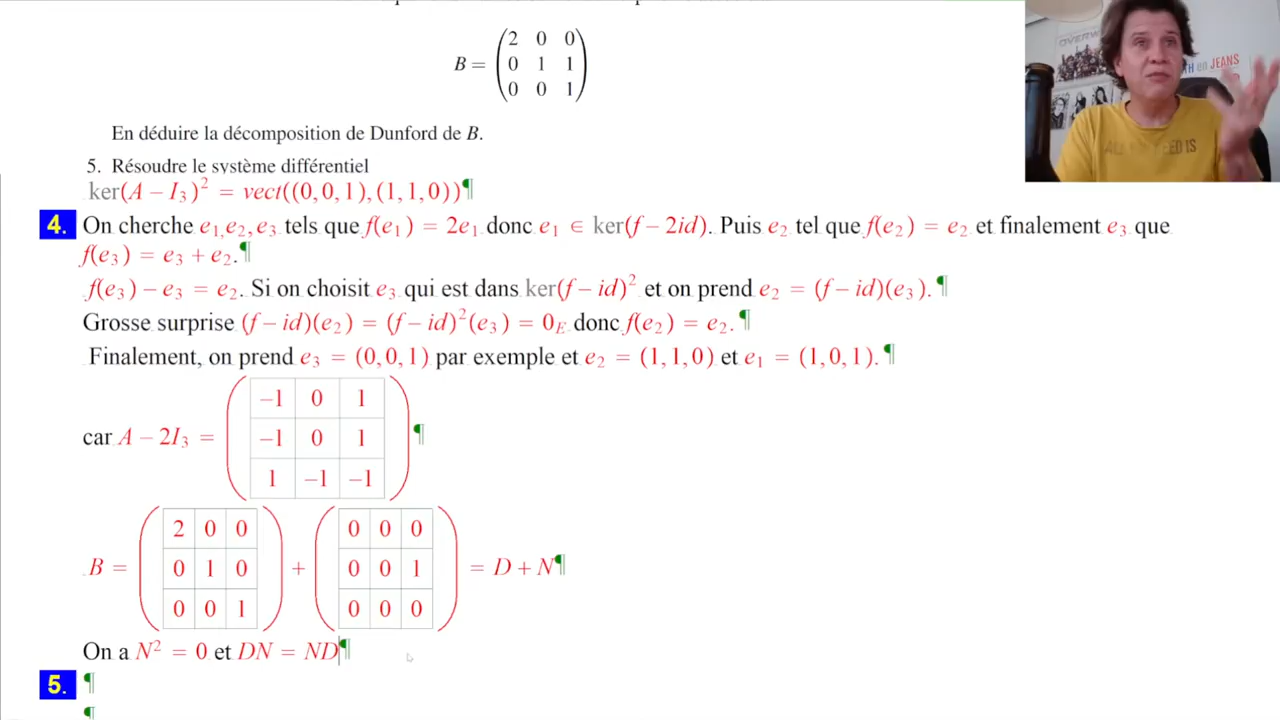 B = (2 0 0
0 1 1
0 0 1)
En déduire la décomposition de Dunford de B.
5. Résoudre le système différentiel
ker(A − I₃)² = vect((0,0,1),(1,1,0))¶
4. On cherche e₁,e₂,e₃ tels que f(e₁) = 2e₁ donc e₁ ∈ ker(f − 2id). Puis e₂ tel que f(e₂) = e₂ et finalement e₃ que
f(e₃) = e₃ + e₂.¶
f(e₃) − e₃ = e₂. Si on choisit e₃ qui est dans ker(f − id)² et on prend e₂ = (f − id)(e₃).¶
Grosse surprise (f − id)(e₂) = (f − id)²(e₃) = 0_E donc f(e₂) = e₂.¶
Finalement, on prend e₃ = (0,0,1) par exemple et e₂ = (1,1,0) et e₁ = (1,0,1).¶
car A − 2I₃ = (−1 0 1
−1 0 1
1 −1 −1)¶
B = (2 0 0
0 1 0
0 0 1) + (0 0 0
0 0 1
0 0 0) = D + N¶
On a N² = 0 et DN = ND¶
5. ¶
¶
OVERW
JEANS